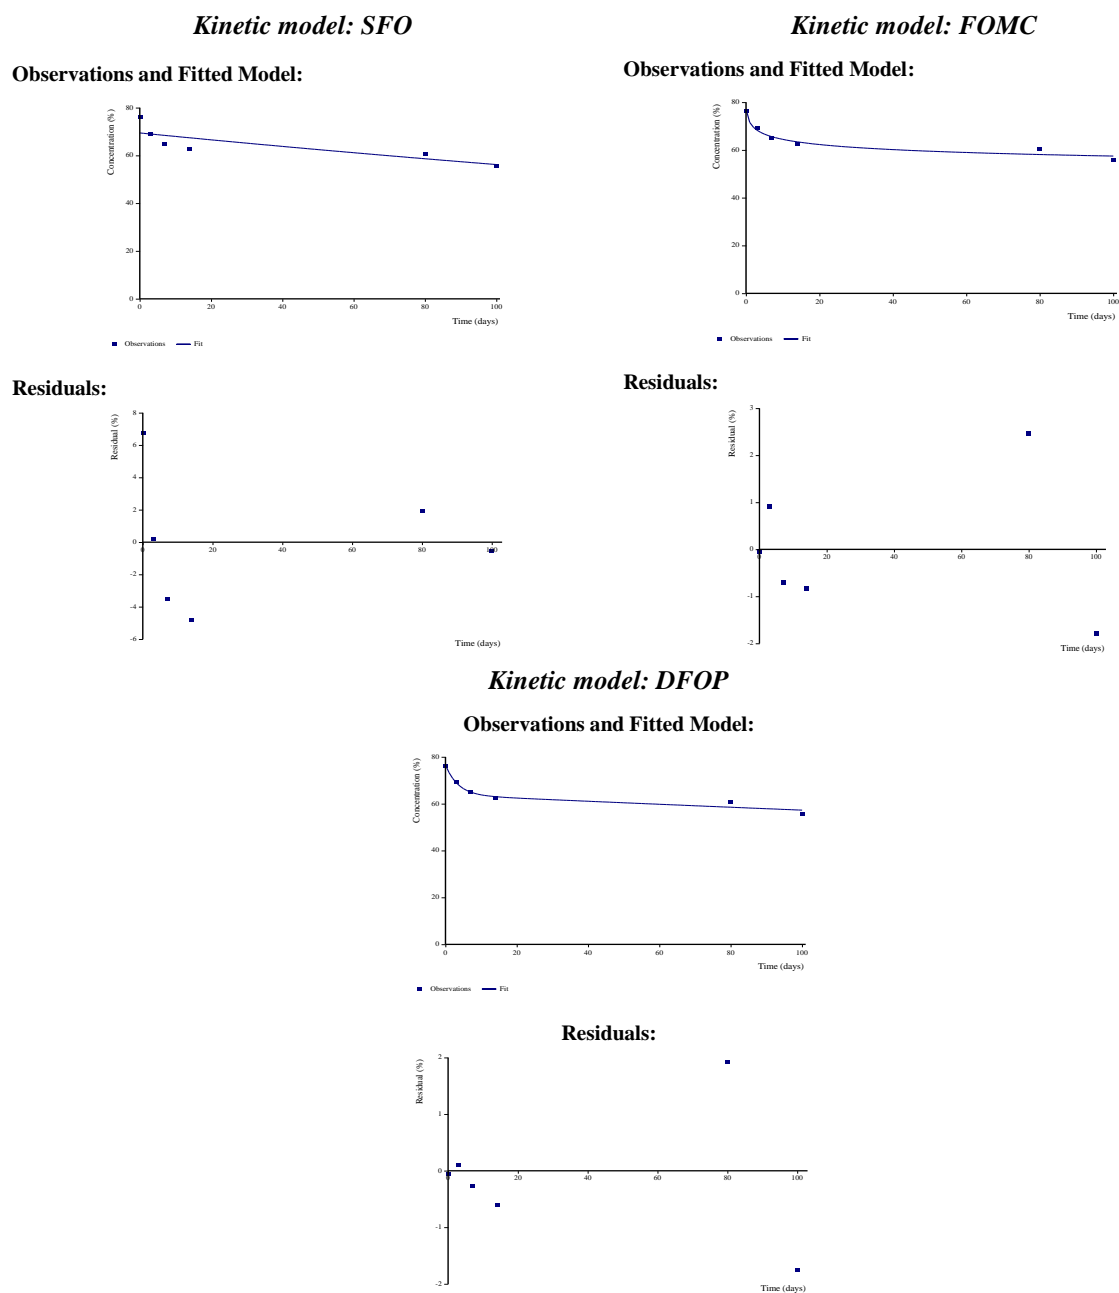 Kinetic model: SFO
Observations and Fitted Model:
Concentration (%)
80
60
40
20
0
0 20 40 60 80 100
Time (days)
Observations Fit
Residuals:
Residual (%)
8
6
4
2
0
-2
-4
-6
0 20 40 60 80 100
Time (days)
Kinetic model: FOMC
Observations and Fitted Model:
Concentration (%)
80
60
40
20
0
0 20 40 60 80 100
Time (days)
Observations Fit
Residuals:
Residual (%)
3
2
1
0
-1
-2
0 20 40 60 80 100
Time (days)
Kinetic model: DFOP
Observations and Fitted Model:
Concentration (%)
80
60
40
20
0
0 20 40 60 80 100
Time (days)
Observations Fit
Residuals:
Residual (%)
2
1
0
-1
-2
0 20 40 60 80 100
Time (days)